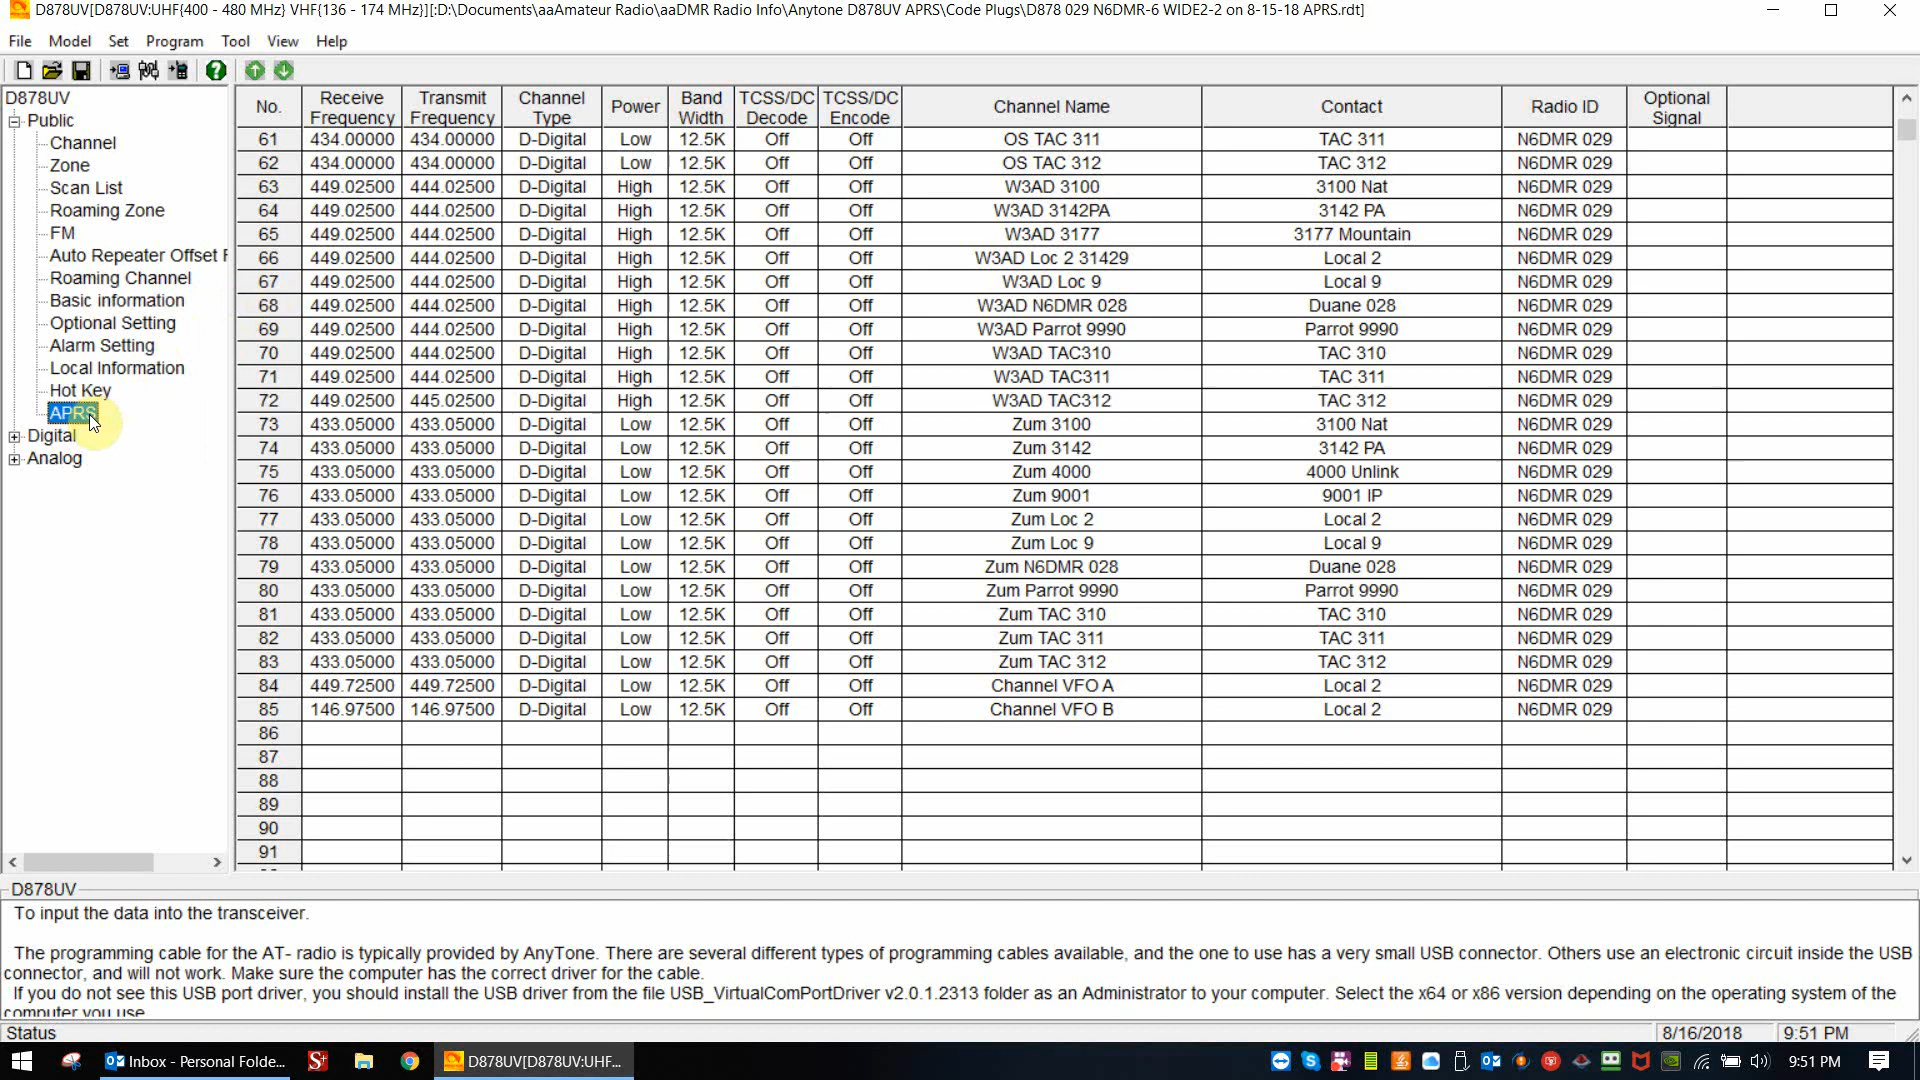 D878UV[D878UV:UHF{400 - 480 MHz} VHF{136 - 174 MHz}][:D:\Documents\aaAmateur Radio\aaDMR Radio Info\Anytone D878UV APRS\Code Plugs\D878 029 N6DMR-6 WIDE2-2 on 8-15-18 APRS.rdt]
File Model Set Program Tool View Help
D878UV
Public
Channel
Zone
Scan List
Roaming Zone
FM
Auto Repeater Offset F
Roaming Channel
Basic information
Optional Setting
Alarm Setting
Local Information
Hot Key
APRS
Digital
Analog
No. Receive Frequency Transmit Frequency Channel Type Power Band Width TCSS/DC Decode TCSS/DC Encode Channel Name Contact Radio ID Optional Signal
61 434.00000 434.00000 D-Digital Low 12.5K Off Off OS TAC 311 TAC 311 N6DMR 029
62 434.00000 434.00000 D-Digital Low 12.5K Off Off OS TAC 312 TAC 312 N6DMR 029
63 449.02500 444.02500 D-Digital High 12.5K Off Off W3AD 3100 3100 Nat N6DMR 029
64 449.02500 444.02500 D-Digital High 12.5K Off Off W3AD 3142PA 3142 PA N6DMR 029
65 449.02500 444.02500 D-Digital High 12.5K Off Off W3AD 3177 3177 Mountain N6DMR 029
66 449.02500 444.02500 D-Digital High 12.5K Off Off W3AD Loc 2 31429 Local 2 N6DMR 029
67 449.02500 444.02500 D-Digital High 12.5K Off Off W3AD Loc 9 Local 9 N6DMR 029
68 449.02500 444.02500 D-Digital High 12.5K Off Off W3AD N6DMR 028 Duane 028 N6DMR 029
69 449.02500 444.02500 D-Digital High 12.5K Off Off W3AD Parrot 9990 Parrot 9990 N6DMR 029
70 449.02500 444.02500 D-Digital High 12.5K Off Off W3AD TAC310 TAC 310 N6DMR 029
71 449.02500 444.02500 D-Digital High 12.5K Off Off W3AD TAC311 TAC 311 N6DMR 029
72 449.02500 445.02500 D-Digital High 12.5K Off Off W3AD TAC312 TAC 312 N6DMR 029
73 433.05000 433.05000 D-Digital Low 12.5K Off Off Zum 3100 3100 Nat N6DMR 029
74 433.05000 433.05000 D-Digital Low 12.5K Off Off Zum 3142 3142 PA N6DMR 029
75 433.05000 433.05000 D-Digital Low 12.5K Off Off Zum 4000 4000 Unlink N6DMR 029
76 433.05000 433.05000 D-Digital Low 12.5K Off Off Zum 9001 9001 IP N6DMR 029
77 433.05000 433.05000 D-Digital Low 12.5K Off Off Zum Loc 2 Local 2 N6DMR 029
78 433.05000 433.05000 D-Digital Low 12.5K Off Off Zum Loc 9 Local 9 N6DMR 029
79 433.05000 433.05000 D-Digital Low 12.5K Off Off Zum N6DMR 028 Duane 028 N6DMR 029
80 433.05000 433.05000 D-Digital Low 12.5K Off Off Zum Parrot 9990 Parrot 9990 N6DMR 029
81 433.05000 433.05000 D-Digital Low 12.5K Off Off Zum TAC 310 TAC 310 N6DMR 029
82 433.05000 433.05000 D-Digital Low 12.5K Off Off Zum TAC 311 TAC 311 N6DMR 029
83 433.05000 433.05000 D-Digital Low 12.5K Off Off Zum TAC 312 TAC 312 N6DMR 029
84 449.72500 449.72500 D-Digital Low 12.5K Off Off Channel VFO A Local 2 N6DMR 029
85 146.97500 146.97500 D-Digital Low 12.5K Off Off Channel VFO B Local 2 N6DMR 029
86
87
88
89
90
91
D878UV
To input the data into the transceiver.
The programming cable for the AT- radio is typically provided by AnyTone. There are several different types of programming cables available, and the one to use has a very small USB connector. Others use an electronic circuit inside the USB
connector, and will not work. Make sure the computer has the correct driver for the cable.
If you do not see this USB port driver, you should install the USB driver from the file USB_VirtualComPortDriver v2.0.1.2313 folder as an Administrator to your computer. Select the x64 or x86 version depending on the operating system of the
computer you use
Status 8/16/2018 9:51 PM
Inbox - Personal Folde... D878UV[D878UV:UHF... 9:51 PM